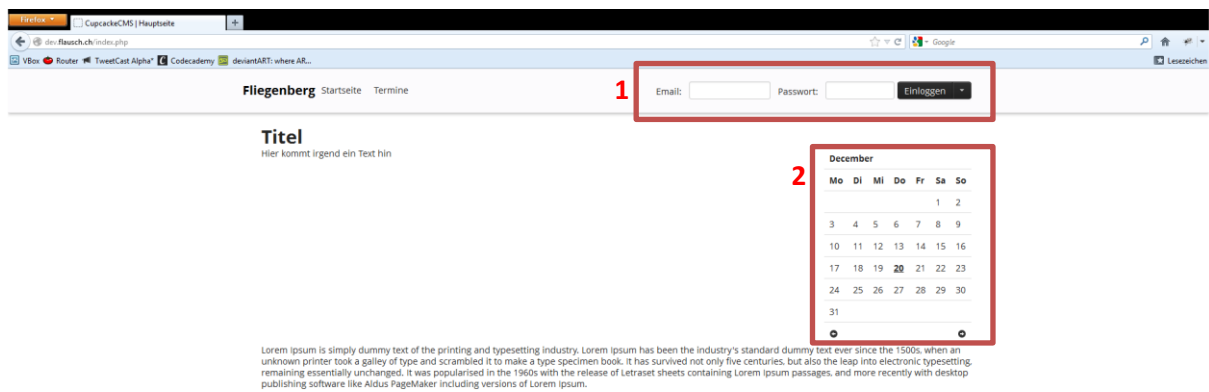 Firefox
CupcackeCMS | Hauptseite
+
dev.flausch.ch/index.php
Google
VBox Router TweetCast Alpha* Codecademy deviantART: where AR...
Lesezeichen
Fliegenberg Startseite Termine
1
Email: Passwort: Einloggen
Titel
Hier kommt irgend ein Text hin
2
December
Mo Di Mi Do Fr Sa So
1 2
3 4 5 6 7 8 9
10 11 12 13 14 15 16
17 18 19 20 21 22 23
24 25 26 27 28 29 30
31
Lorem Ipsum is simply dummy text of the printing and typesetting industry. Lorem Ipsum has been the industry's standard dummy text ever since the 1500s, when an
unknown printer took a galley of type and scrambled it to make a type specimen book. It has survived not only five centuries, but also the leap into electronic typesetting,
remaining essentially unchanged. It was popularised in the 1960s with the release of Letraset sheets containing Lorem Ipsum passages, and more recently with desktop
publishing software like Aldus PageMaker including versions of Lorem Ipsum.